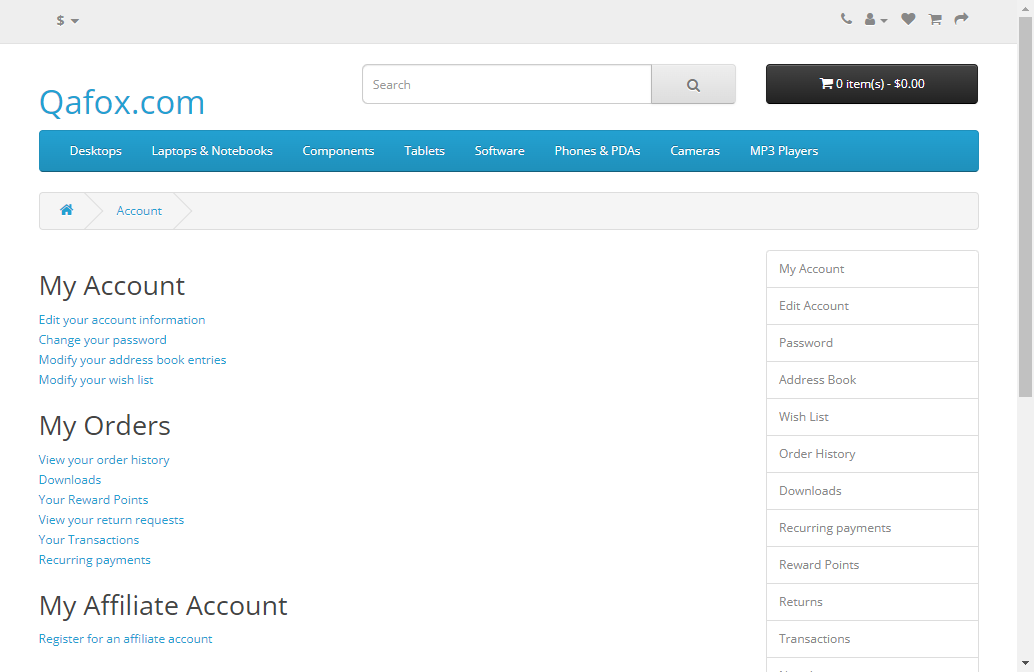 $
Qafox.com
Search
0 item(s) - $0.00
Desktops
Laptops & Notebooks
Components
Tablets
Software
Phones & PDAs
Cameras
MP3 Players
Account
My Account
Edit your account information
Change your password
Modify your address book entries
Modify your wish list
My Orders
View your order history
Downloads
Your Reward Points
View your return requests
Your Transactions
Recurring payments
My Affiliate Account
Register for an affiliate account
My Account
Edit Account
Password
Address Book
Wish List
Order History
Downloads
Recurring payments
Reward Points
Returns
Transactions